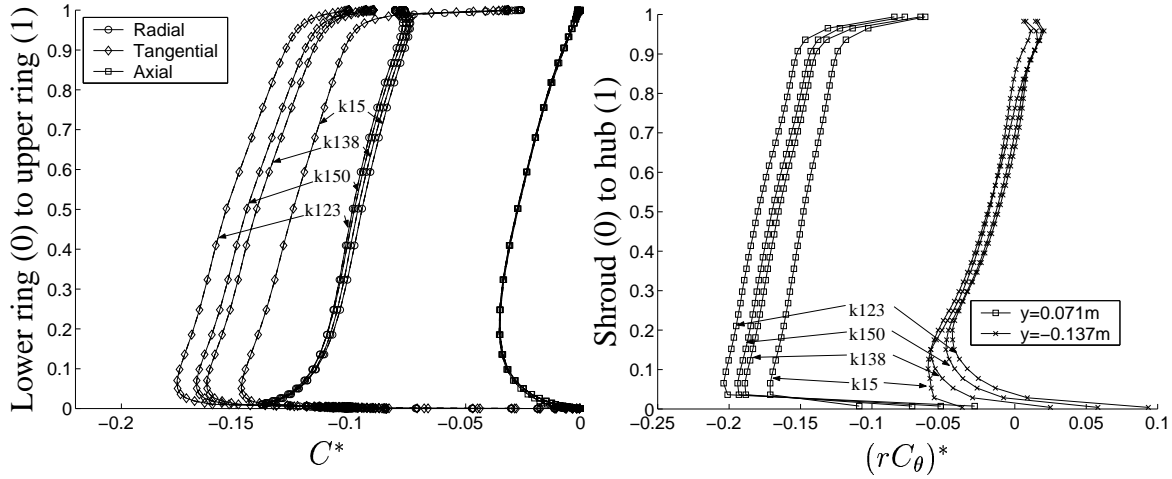 Lower ring (0) to upper ring (1)
1
0.9
0.8
0.7
0.6
0.5
0.4
0.3
0.2
0.1
0
Radial
Tangential
Axial
k15
k138
k150
k123
−0.2
−0.15
−0.1
−0.05
0
C*
Shroud (0) to hub (1)
1
0.9
0.8
0.7
0.6
0.5
0.4
0.3
0.2
0.1
0
k123
k150
k138
k15
y=0.071m
y=−0.137m
−0.25
−0.2
−0.15
−0.1
−0.05
0
0.05
0.1
(rCθ)*